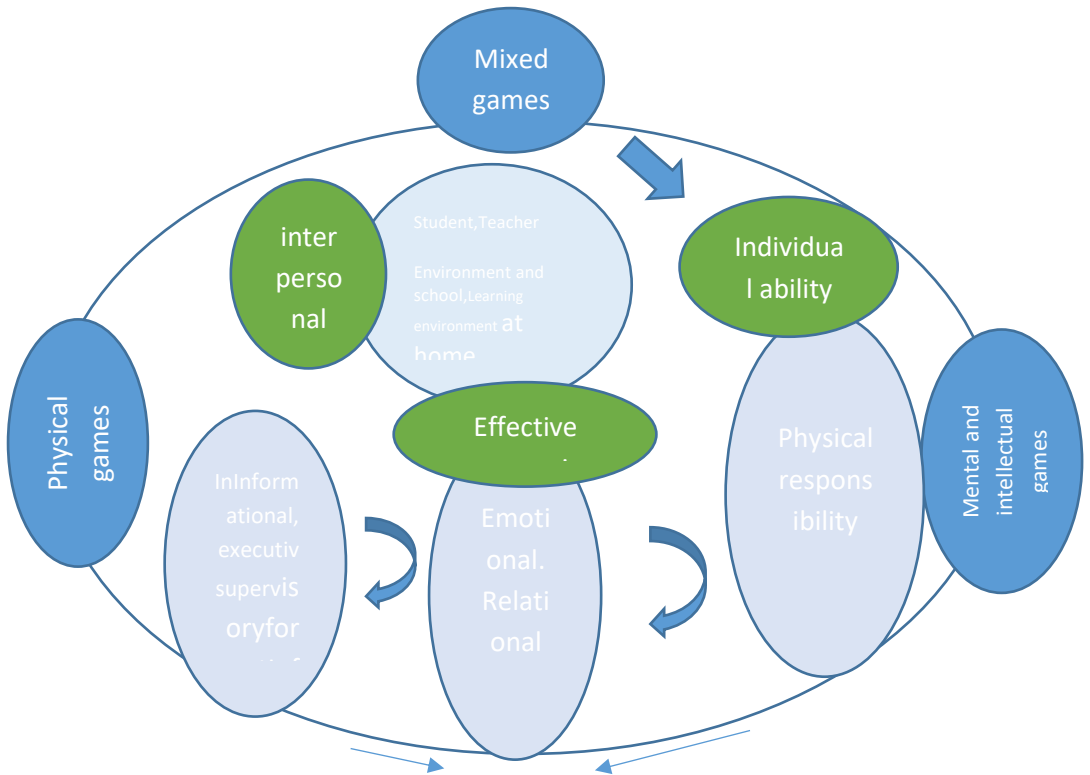 Mixed
games
inter
perso
nal
Student,Teacher
Environment and
school,Learning
environment at
home
Individua
l ability
Physical
games
Effective
InInform
ational,
executiv
supervis
oryfor
Emoti
onal.
Relati
onal
Physical
respons
ibility
Mental and
intellectual
games